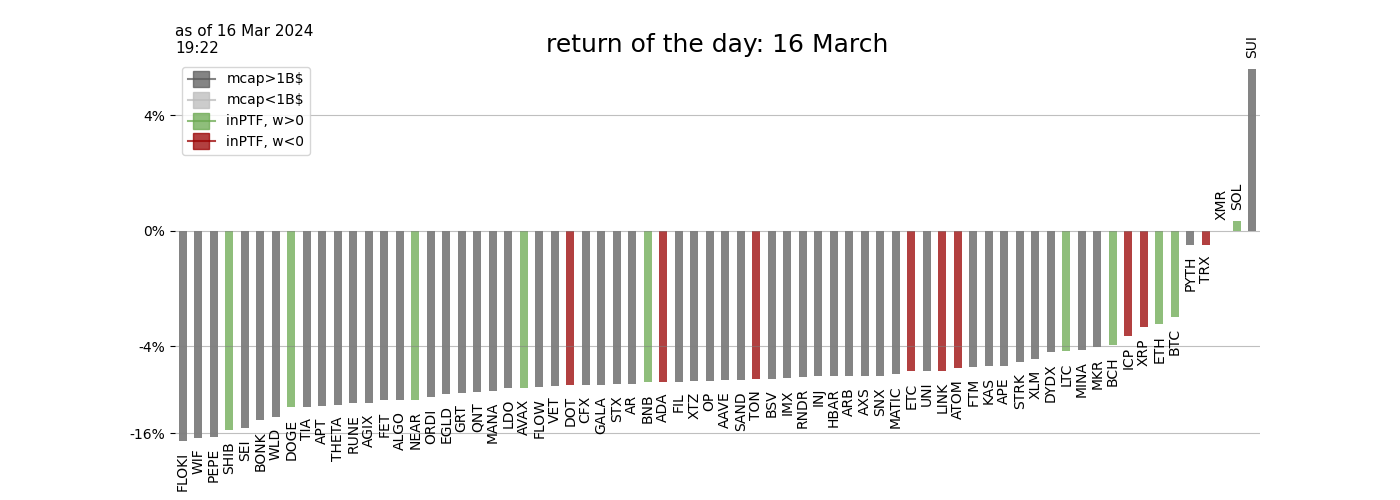 as of 16 Mar 2024
19:22
return of the day: 16 March
mcap>1B$
mcap<1B$
inPTF, w>0
inPTF, w<0
4%
0%
-4%
-16%
FLOKI
WIF
PEPE
SHIB
SEI
BONK
WLD
DOGE
TIA
APT
THETA
RUNE
AGIX
FET
ALGO
NEAR
ORDI
EGLD
GRT
QNT
MANA
LDO
AVAX
FLOW
VET
DOT
CFX
GALA
STX
AR
BNB
ADA
FIL
XTZ
OP
AAVE
SAND
TON
BSV
IMX
RNDR
INJ
HBAR
ARB
AXS
SNX
MATIC
ETC
UNI
LINK
ATOM
FTM
KAS
APE
STRK
XLM
DYDX
LTC
MINA
MKR
BCH
ICP
XRP
ETH
BTC
PYTH
TRX
XMR
SOL
SUI